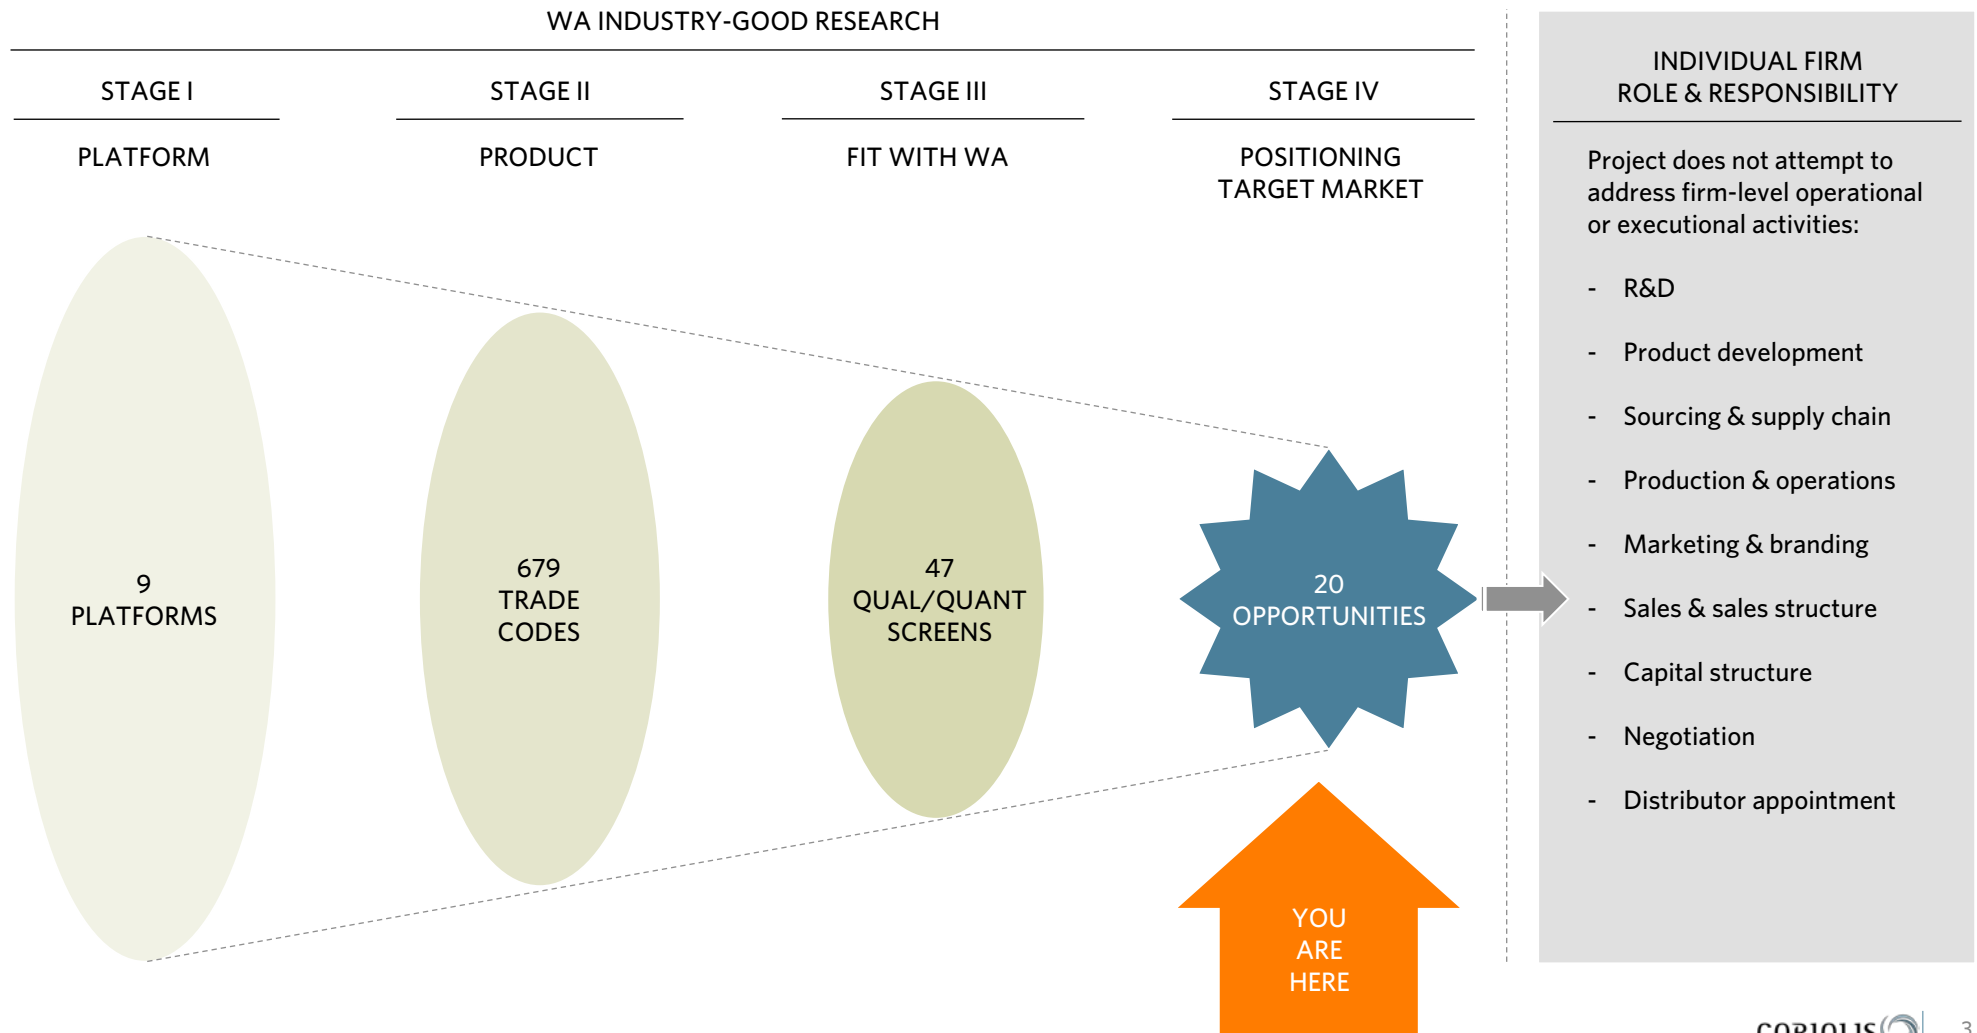 WA INDUSTRY-GOOD RESEARCH
STAGE I
PLATFORM
STAGE II
PRODUCT
STAGE III
FIT WITH WA
STAGE IV
POSITIONING
TARGET MARKET
9
PLATFORMS
679
TRADE
CODES
47
QUAL/QUANT
SCREENS
20
OPPORTUNITIES
YOU
ARE
HERE
INDIVIDUAL FIRM
ROLE & RESPONSIBILITY
Project does not attempt to
address firm-level operational
or executional activities:
- R&D
- Product development
- Sourcing & supply chain
- Production & operations
- Marketing & branding
- Sales & sales structure
- Capital structure
- Negotiation
- Distributor appointment
CORIOLIS
3